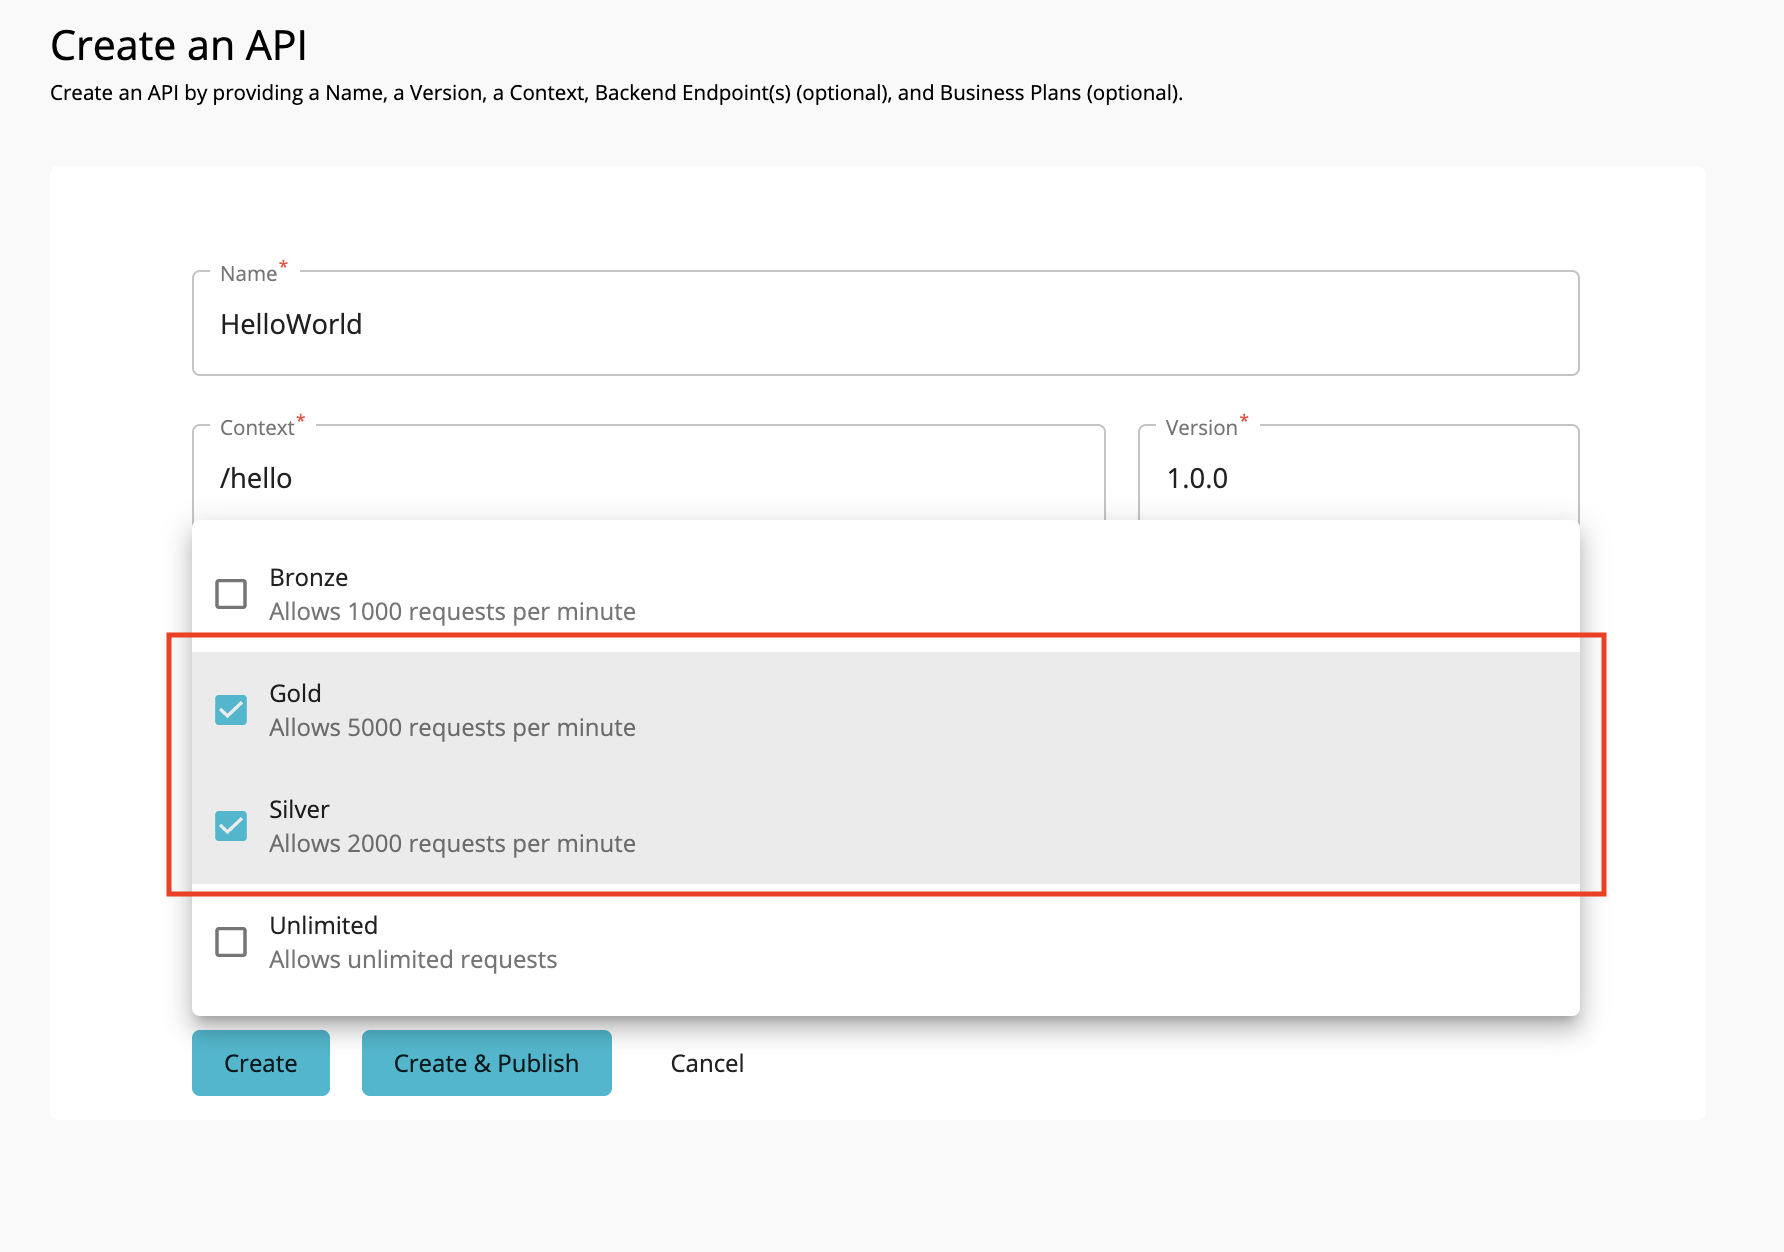 Create an API
Create an API by providing a Name, a Version, a Context, Backend Endpoint(s) (optional), and Business Plans (optional).
Name*
HelloWorld
Context*
Version*
/hello
1.0.0
Bronze
Allows 1000 requests per minute
Gold
Allows 5000 requests per minute
Silver
Allows 2000 requests per minute
Unlimited
Allows unlimited requests
Create
Create & Publish
Cancel